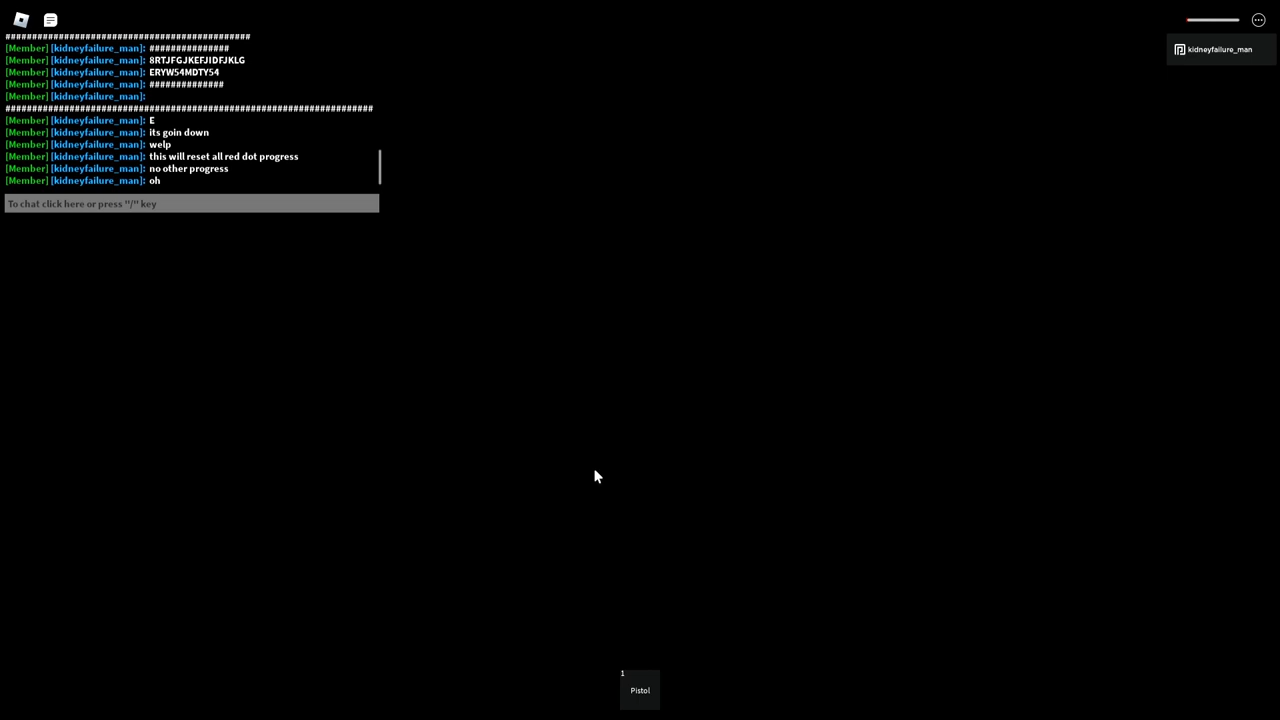 ##############################################
[Member] [kidneyfailure_man]: ###############
[Member] [kidneyfailure_man]: 8RTJFGJKEFJIDFJKLG
[Member] [kidneyfailure_man]: ERYW54MDTY54
[Member] [kidneyfailure_man]: ##############
[Member] [kidneyfailure_man]:
#####################################################################
[Member] [kidneyfailure_man]: E
[Member] [kidneyfailure_man]: its goin down
[Member] [kidneyfailure_man]: welp
[Member] [kidneyfailure_man]: this will reset all red dot progress
[Member] [kidneyfailure_man]: no other progress
[Member] [kidneyfailure_man]: oh
To chat click here or press "/" key
kidneyfailure_man
1
Pistol